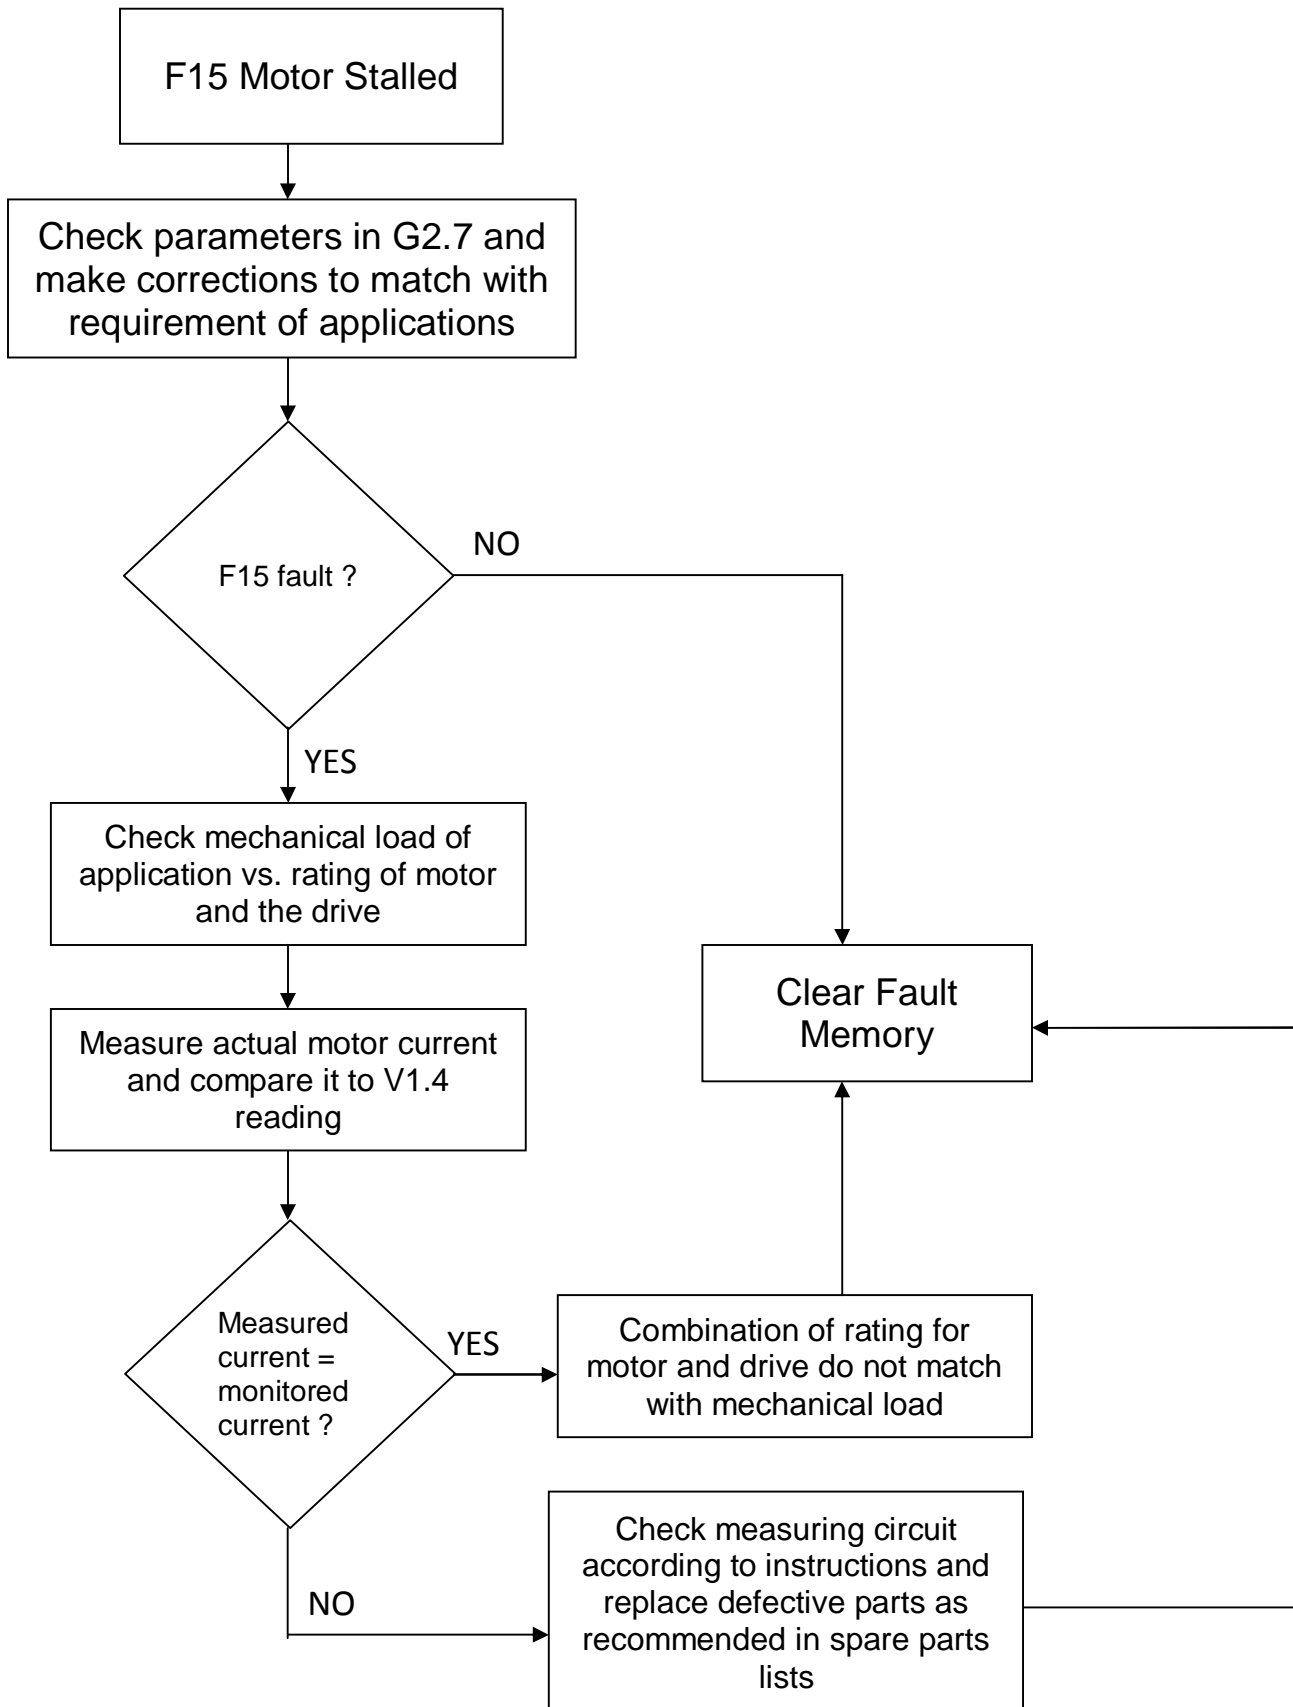 F15 Motor Stalled
Check parameters in G2.7 and
make corrections to match with
requirement of applications
NO
F15 fault ?
YES
Check mechanical load of
application vs. rating of motor
and the drive
Clear Fault
Memory
Measure actual motor current
and compare it to V1.4
reading
Measured
current =
monitored
current ?
YES
Combination of rating for
motor and drive do not match
with mechanical load
NO
Check measuring circuit
according to instructions and
replace defective parts as
recommended in spare parts
lists